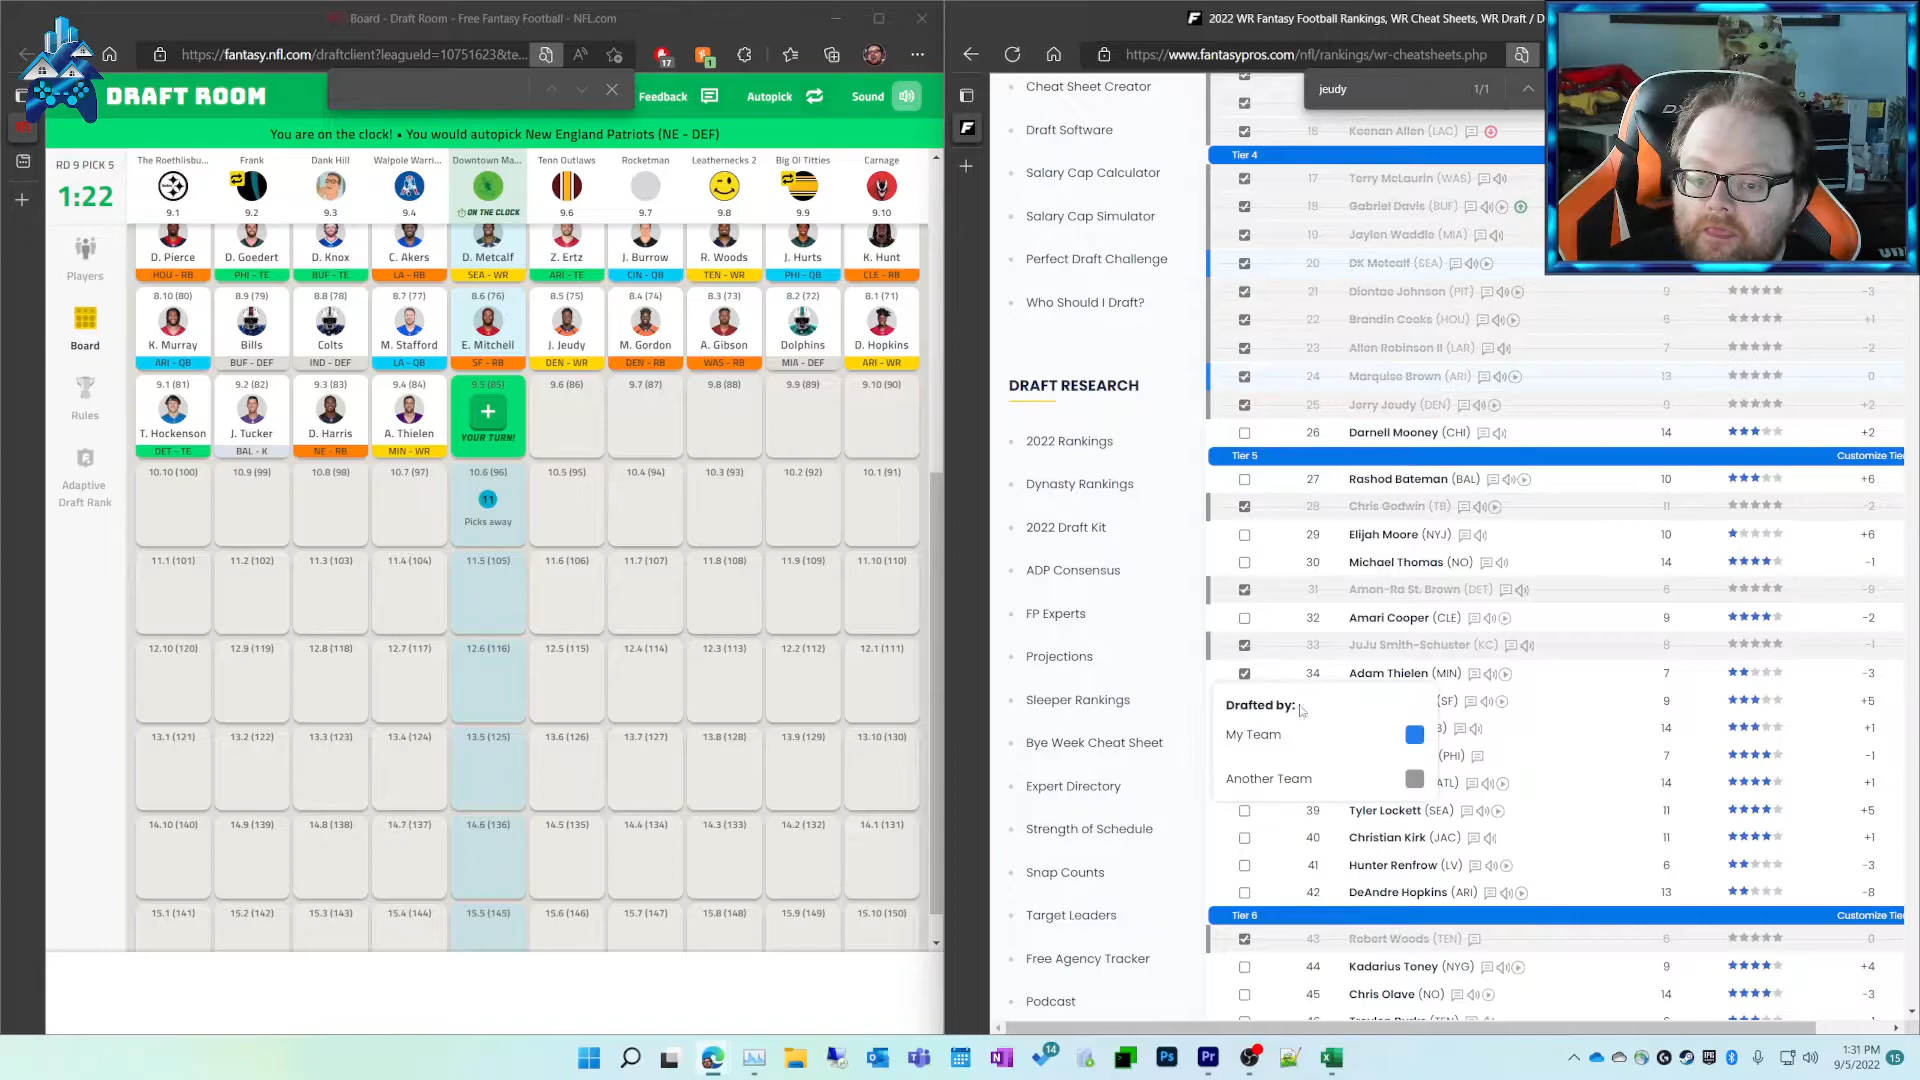 Board - Draft Room - Free Fantasy Football - NFL.com
https://fantasy.nfl.com/draftclient?leagueId=10751623&te...
17
1
DRAFT ROOM
Feedback
Autopick
Sound
You are on the clock! • You would autopick New England Patriots (NE - DEF)
RD 9 PICK 5
1:22
The Roethlisbu... Frank Dank Hill Walpole Warri... Downtown Ma... Tenn Outlaws Rocketman Leathernecks 2 Big Ol Titties Carnage
9.1 9.2 9.3 9.4 ON THE CLOCK 9.6 9.7 9.8 9.9 9.10
D. Pierce D. Goedert D. Knox C. Akers D. Metcalf Z. Ertz J. Burrow R. Woods J. Hurts K. Hunt
HOU - RB PHI - TE BUF - TE LA - RB SEA - WR ARI - TE CIN - QB TEN - WR PHI - QB CLE - RB
8.10 (80) 8.9 (79) 8.8 (78) 8.7 (77) 8.6 (76) 8.5 (75) 8.4 (74) 8.3 (73) 8.2 (72) 8.1 (71)
K. Murray Bills Colts M. Stafford E. Mitchell J. Jeudy M. Gordon A. Gibson Dolphins D. Hopkins
ARI - QB BUF - DEF IND - DEF LA - QB SF - RB DEN - WR DEN - RB WAS - RB MIA - DEF ARI - WR
9.1 (81) 9.2 (82) 9.3 (83) 9.4 (84) 9.5 (85) 9.6 (86) 9.7 (87) 9.8 (88) 9.9 (89) 9.10 (90)
T. Hockenson J. Tucker D. Harris A. Thielen YOUR TURN!
DET - TE BAL - K NE - RB MIN - WR
10.10 (100) 10.9 (99) 10.8 (98) 10.7 (97) 10.6 (96) 10.5 (95) 10.4 (94) 10.3 (93) 10.2 (92) 10.1 (91)
11
Picks away
11.1 (101) 11.2 (102) 11.3 (103) 11.4 (104) 11.5 (105) 11.6 (106) 11.7 (107) 11.8 (108) 11.9 (109) 11.10 (110)
12.10 (120) 12.9 (119) 12.8 (118) 12.7 (117) 12.6 (116) 12.5 (115) 12.4 (114) 12.3 (113) 12.2 (112) 12.1 (111)
13.1 (121) 13.2 (122) 13.3 (123) 13.4 (124) 13.5 (125) 13.6 (126) 13.7 (127) 13.8 (128) 13.9 (129) 13.10 (130)
14.10 (140) 14.9 (139) 14.8 (138) 14.7 (137) 14.6 (136) 14.5 (135) 14.4 (134) 14.3 (133) 14.2 (132) 14.1 (131)
15.1 (141) 15.2 (142) 15.3 (143) 15.4 (144) 15.5 (145) 15.6 (146) 15.7 (147) 15.8 (148) 15.9 (149) 15.10 (150)
Players
Board
Rules
Adaptive
Draft Rank
2022 WR Fantasy Football Rankings, WR Cheat Sheets, WR Draft / D
https://www.fantasypros.com/nfl/rankings/wr-cheatsheets.php
jeudy 1/1
Cheat Sheet Creator
Draft Software
Salary Cap Calculator
Salary Cap Simulator
Perfect Draft Challenge
Who Should I Draft?
DRAFT RESEARCH
2022 Rankings
Dynasty Rankings
2022 Draft Kit
ADP Consensus
FP Experts
Projections
Sleeper Rankings
Bye Week Cheat Sheet
Expert Directory
Strength of Schedule
Snap Counts
Target Leaders
Free Agency Tracker
Podcast
16 Keenan Allen (LAC)
Tier 4
17 Terry McLaurin (WAS)
18 Gabriel Davis (BUF)
19 Jaylen Waddle (MIA)
20 DK Metcalf (SEA)
21 Diontae Johnson (PIT) 9 -3
22 Brandin Cooks (HOU) 6 +1
23 Allen Robinson II (LAR) 7 -2
24 Marquise Brown (ARI) 13 0
25 Jerry Jeudy (DEN) 9 +2
26 Darnell Mooney (CHI) 14 +2
Tier 5 Customize Tier
27 Rashod Bateman (BAL) 10 +6
28 Chris Godwin (TB) 11 -2
29 Elijah Moore (NYJ) 10 +6
30 Michael Thomas (NO) 14 -1
31 Amon-Ra St. Brown (DET) 6 -9
32 Amari Cooper (CLE) 9 -2
33 JuJu Smith-Schuster (KC) 8 -1
34 Adam Thielen (MIN) 7 -3
Drafted by:
(SF) 9 +5
My Team
14 +1
(PHI) 7 -1
Another Team
14 +1
39 Tyler Lockett (SEA) 11 +5
40 Christian Kirk (JAC) 11 +1
41 Hunter Renfrow (LV) 6 -3
42 DeAndre Hopkins (ARI) 13 -8
Tier 6 Customize Tier
43 Robert Woods (TEN) 6 0
44 Kadarius Toney (NYG) 9 +4
45 Chris Olave (NO) 14 -3
14
1:31 PM
9/5/2022
15